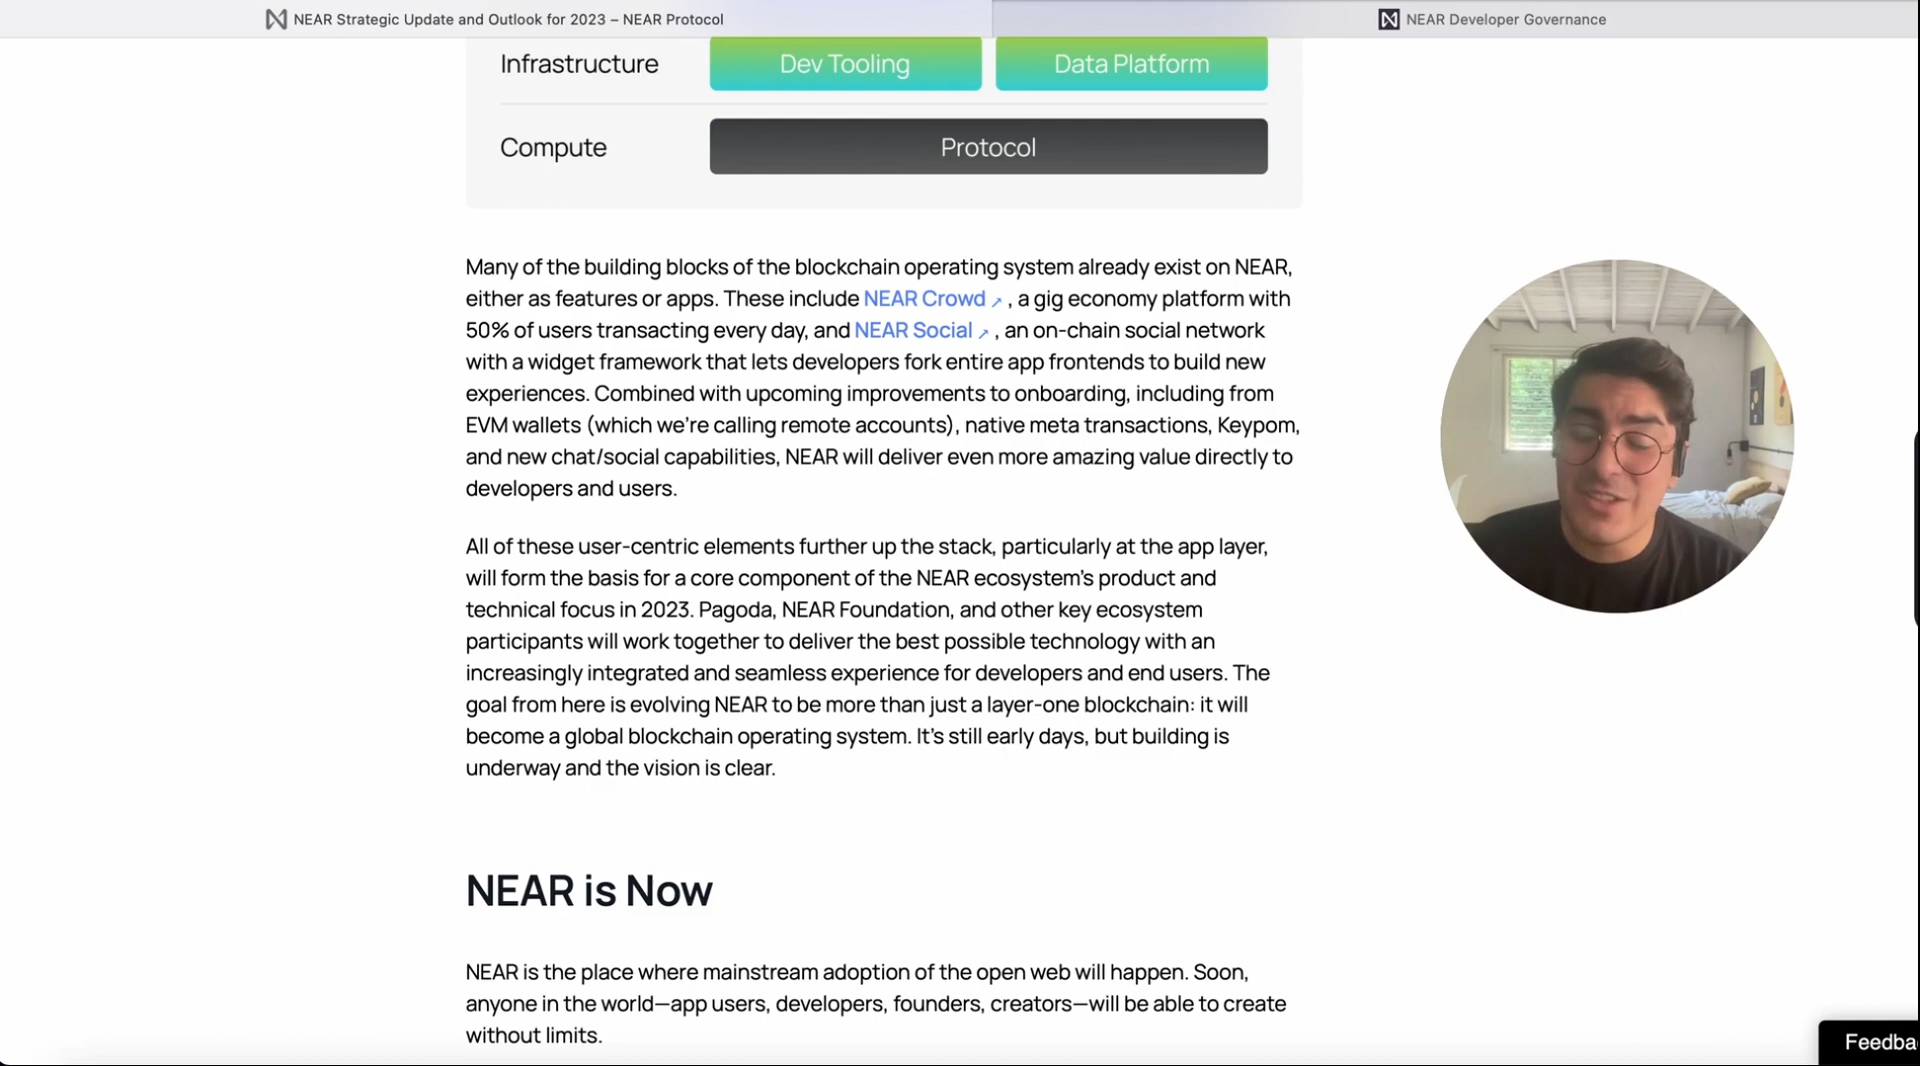 NEAR Strategic Update and Outlook for 2023 – NEAR Protocol
NEAR Developer Governance
Infrastructure
Dev Tooling
Data Platform
Compute
Protocol
Many of the building blocks of the blockchain operating system already exist on NEAR,
either as features or apps. These include NEAR Crowd ↗ , a gig economy platform with
50% of users transacting every day, and NEAR Social ↗ , an on-chain social network
with a widget framework that lets developers fork entire app frontends to build new
experiences. Combined with upcoming improvements to onboarding, including from
EVM wallets (which we’re calling remote accounts), native meta transactions, Keypom,
and new chat/social capabilities, NEAR will deliver even more amazing value directly to
developers and users.
All of these user-centric elements further up the stack, particularly at the app layer,
will form the basis for a core component of the NEAR ecosystem’s product and
technical focus in 2023. Pagoda, NEAR Foundation, and other key ecosystem
participants will work together to deliver the best possible technology with an
increasingly integrated and seamless experience for developers and end users. The
goal from here is evolving NEAR to be more than just a layer-one blockchain: it will
become a global blockchain operating system. It’s still early days, but building is
underway and the vision is clear.
NEAR is Now
NEAR is the place where mainstream adoption of the open web will happen. Soon,
anyone in the world—app users, developers, founders, creators—will be able to create
without limits.
Feedba